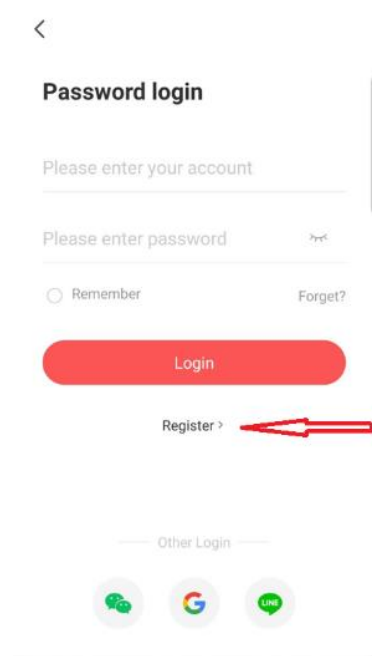 Password login
Please enter your account
Please enter password
Remember Forget?
Login
Register >
Other Login
LINE